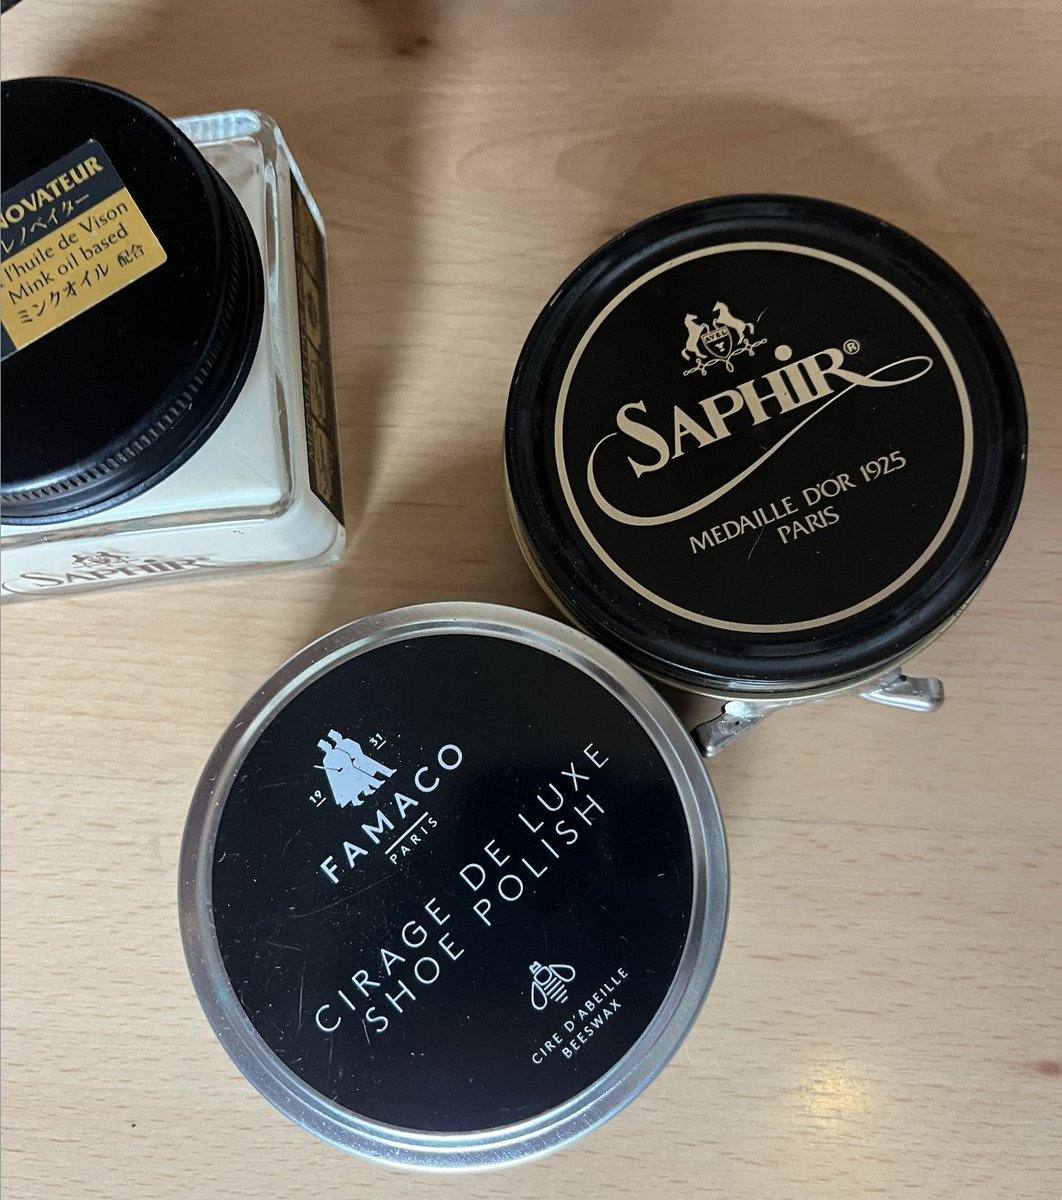 NOVATEUR
レノベイター
l'huile de Vison
Mink oil based
ミンクオイル 配合
SAPHIR
SAPHIR®
MEDAILLE D'OR 1925
PARIS
19 31
FAMACO
PARIS
CIRAGE DE LUXE
SHOE POLISH
CIRE D'ABEILLE
BEESWAX